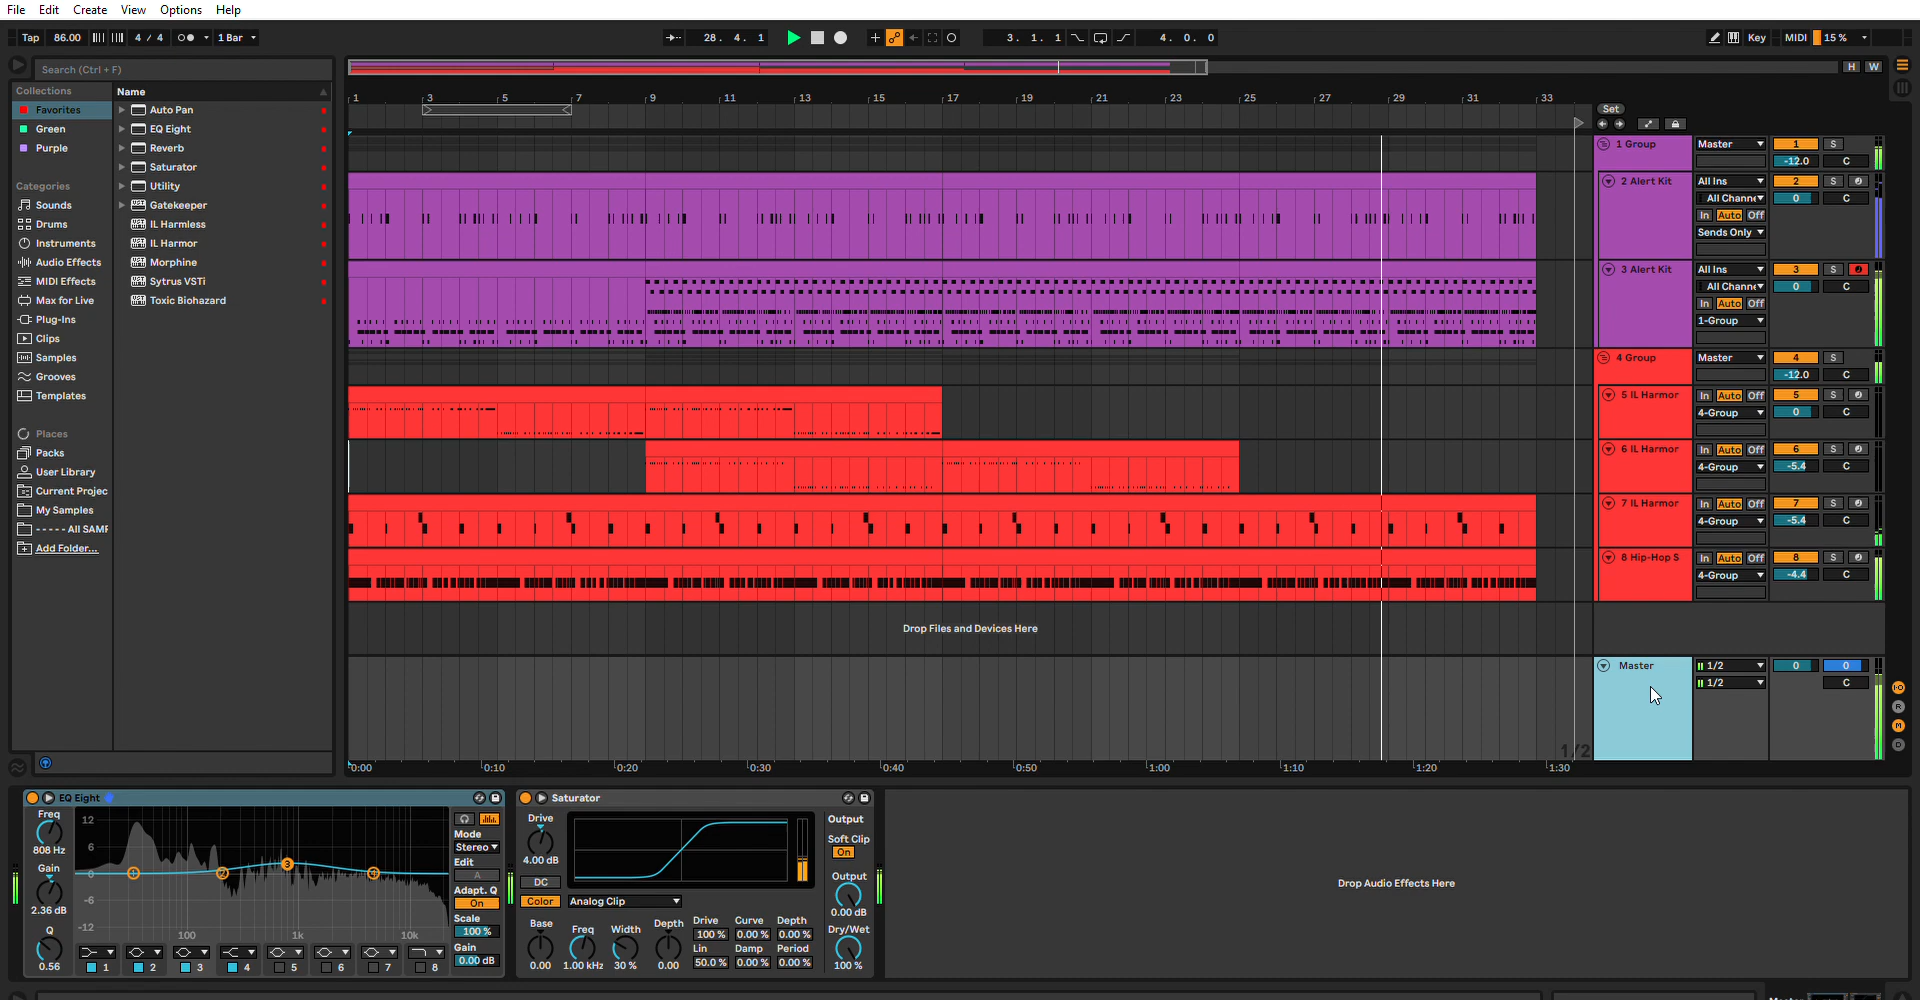 File Edit Create View Options Help
Tap 86.00 4 / 4 1 Bar 28. 4. 1 3. 1. 1 4. 0. 0 Key MIDI 15 %
Search (Ctrl + F)
H W
Collections
Favorites
Green
Purple
Categories
Sounds
Drums
Instruments
Audio Effects
MIDI Effects
Max for Live
Plug-Ins
Clips
Samples
Grooves
Templates
Places
Packs
User Library
Current Projec
My Samples
- - - - - All SAMF
Add Folder...
Name
Auto Pan
EQ Eight
Reverb
Saturator
Utility
Gatekeeper
IL Harmless
IL Harmor
Morphine
Sytrus VSTi
Toxic Biohazard
1 3 5 7 9 11 13 15 17 19 21 23 25 27 29 31 33
Set
1 Group Master 1 S
-12.0 C
2 Alert Kit All Ins 2 S
All Channe 0 C
In Auto Off
Sends Only
3 Alert Kit All Ins 3 S
All Channe 0 C
In Auto Off
1-Group
4 Group Master 4 S
-12.0 C
5 IL Harmor In Auto Off 5 S
4-Group 0 C
6 IL Harmor In Auto Off 6 S
4-Group -5.4 C
7 IL Harmor In Auto Off 7 S
4-Group -5.4 C
8 Hip-Hop S In Auto Off 8 S
4-Group -4.4 C
Drop Files and Devices Here
Master 1/2 0 0
1/2 C
1/2
I·O
R
M
D
0:00 0:10 0:20 0:30 0:40 0:50 1:00 1:10 1:20 1:30
EQ Eight
Freq
808 Hz
Gain
2.36 dB
Q
0.56
12
6
0
-6
-12
1 2 3 4
100 1k 10k
1 2 3 4 5 6 7 8
Mode
Stereo
Edit
A
Adapt. Q
On
Scale
100 %
Gain
0.00 dB
Saturator
Drive
4.00 dB
DC
Color Analog Clip
Base Freq Width Depth
0.00 1.00 kHz 30 % 0.00
Drive Curve Depth
100 % 0.00 % 0.00 %
Lin Damp Period
50.0 % 0.00 % 0.00 %
Output
Soft Clip
On
Output
0.00 dB
Dry/Wet
100 %
Drop Audio Effects Here